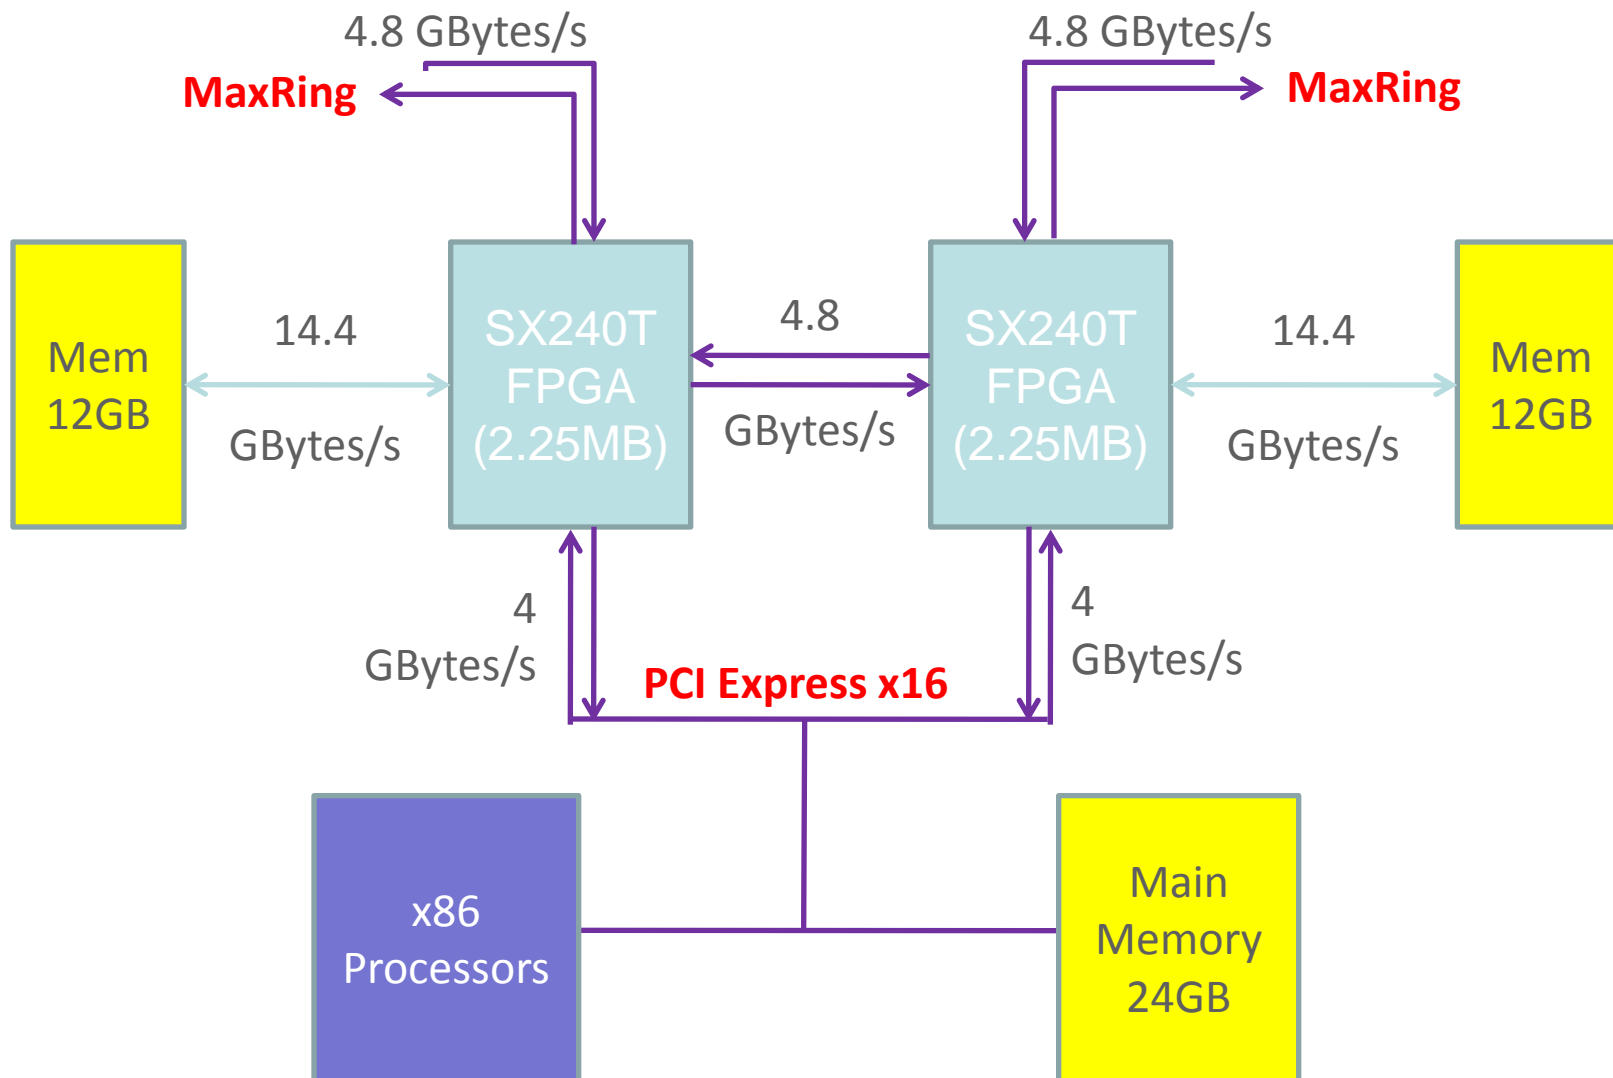 4.8 GBytes/s
4.8 GBytes/s
MaxRing
MaxRing
Mem
12GB
14.4
GBytes/s
SX240T
FPGA
(2.25MB)
4.8
GBytes/s
SX240T
FPGA
(2.25MB)
14.4
GBytes/s
Mem
12GB
4
GBytes/s
PCI Express x16
4
GBytes/s
x86
Processors
Main
Memory
24GB